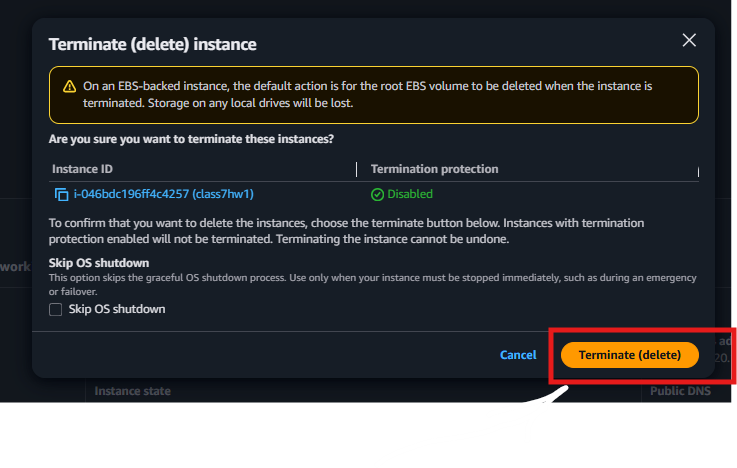 Terminate (delete) instance
On an EBS-backed instance, the default action is for the root EBS volume to be deleted when the instance is
terminated. Storage on any local drives will be lost.
Are you sure you want to terminate these instances?
Instance ID
Termination protection
i-046bdc196ff4c4257 (class7hw1)
Disabled
To confirm that you want to delete the instances, choose the terminate button below. Instances with termination
protection enabled will not be terminated. Terminating the instance cannot be undone.
Skip OS shutdown
This option skips the graceful OS shutdown process. Use only when your instance must be stopped immediately, such as during an emergency
or failover.
Skip OS shutdown
work
Cancel
Terminate (delete)
ad
20.
Instance state
Public DNS